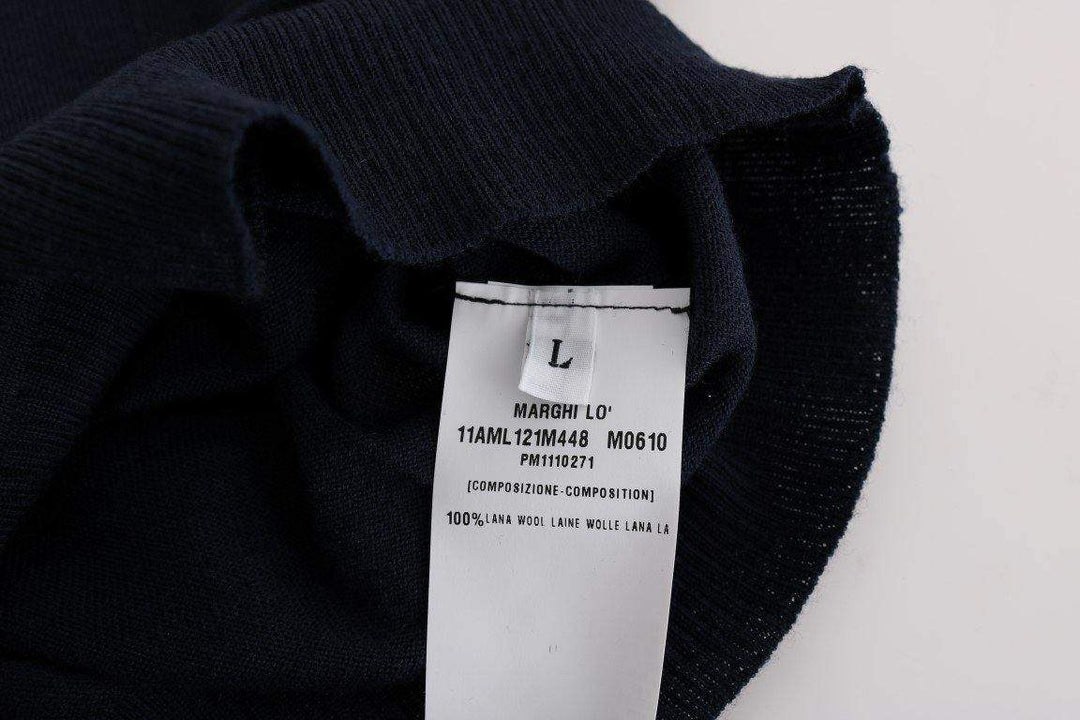 L
MARGHI LO'
11AML121M448 M0610
PM1110271
[COMPOSIZIONE-COMPOSITION]
100% LANA WOOL LAINE WOLLE LANA LA